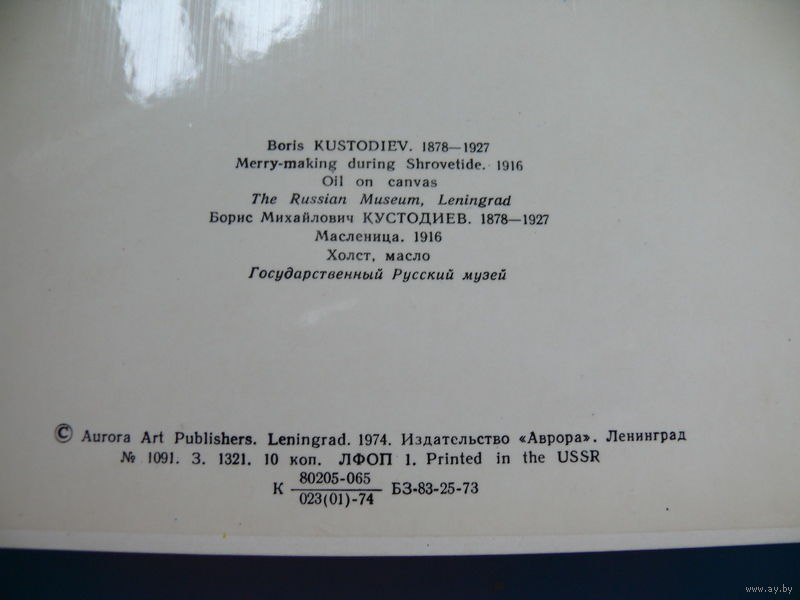 Boris KUSTODIEV. 1878—1927
Merry-making during Shrovetide. 1916
Oil on canvas
The Russian Museum, Leningrad
Борис Михайлович КУСТОДИЕВ. 1878—1927
Масленица. 1916
Холст, масло
Государственный Русский музей
© Aurora Art Publishers. Leningrad. 1974. Издательство «Аврора». Ленинград
№ 1091. З. 1321. 10 коп. ЛФОП 1. Printed in the USSR
80205-065
К БЗ-83-25-73
023(01)-74
www.ay.by